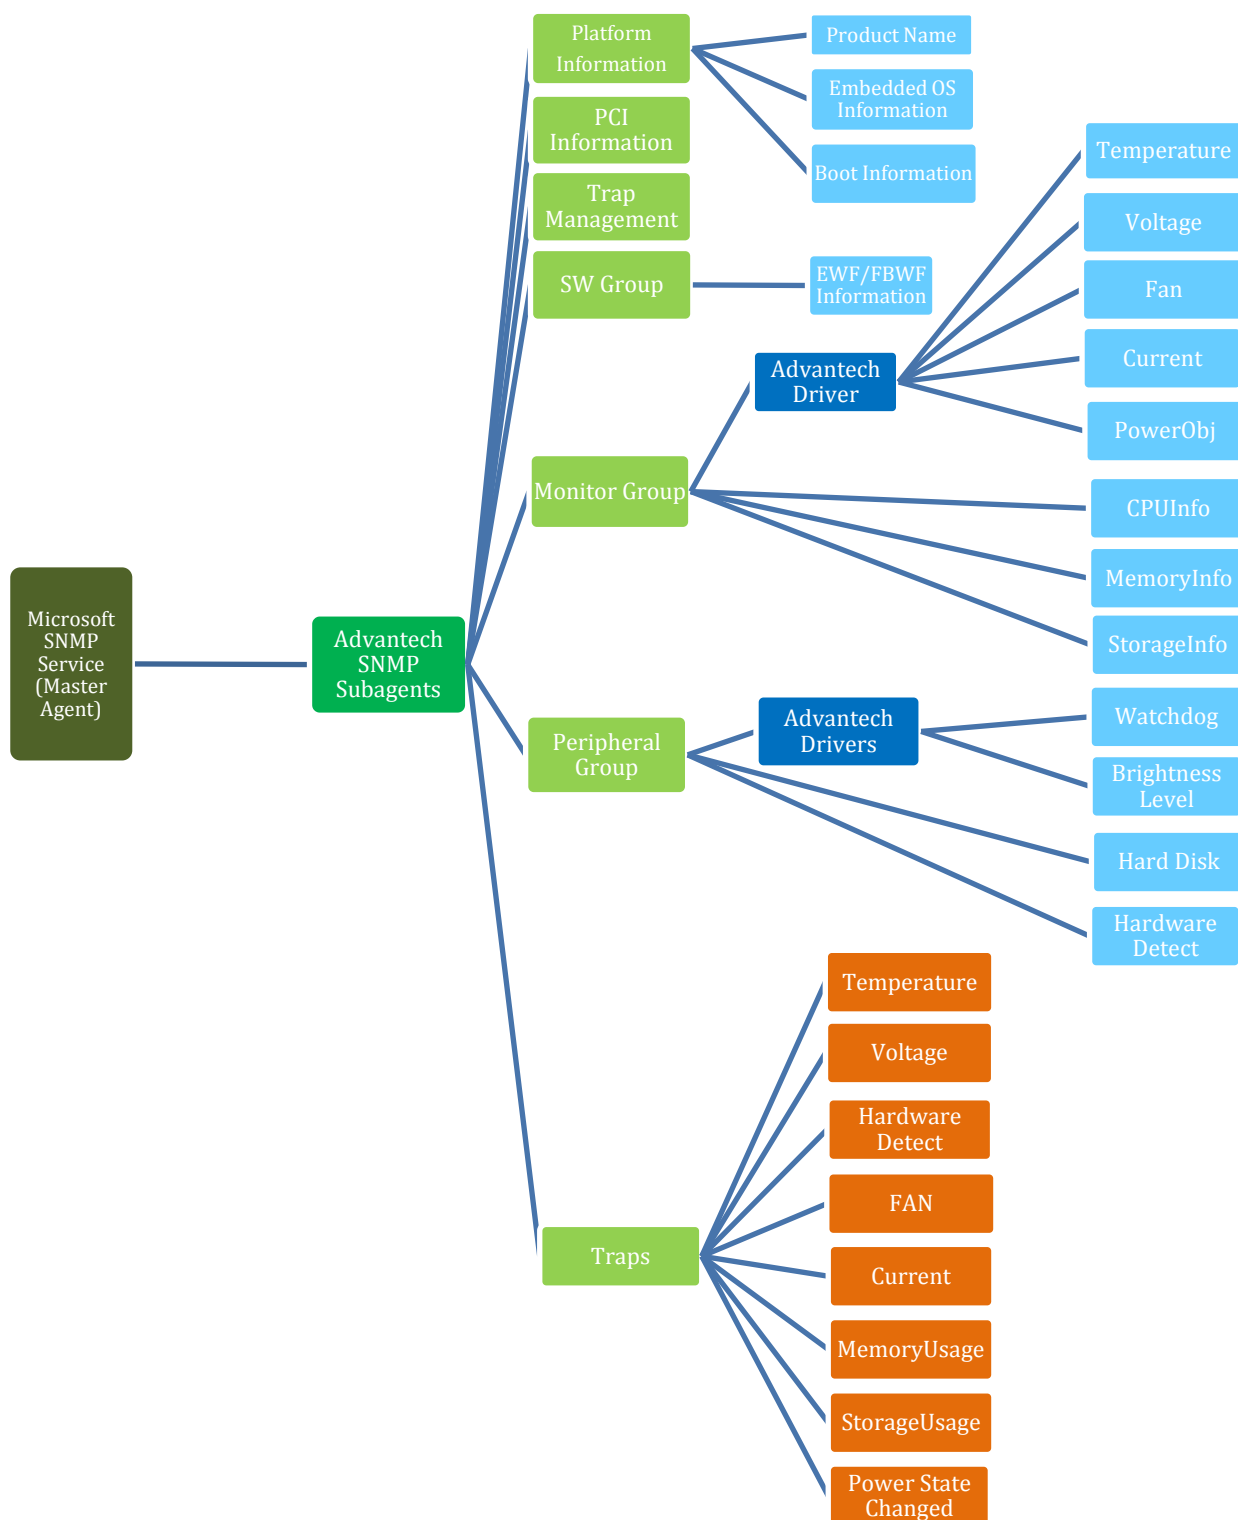 Platform
Information
PCI
Information
Trap
Management
SW Group
Monitor Group
Peripheral
Group
Traps
Microsoft
SNMP
Service
(Master
Agent)
Advantech
SNMP
Subagents
Product Name
Embedded OS
Information
Boot Information
EWF/FBWF
Information
Advantech
Driver
Temperature
Voltage
Fan
Current
PowerObj
CPUInfo
MemoryInfo
StorageInfo
Advantech
Drivers
Watchdog
Brightness
Level
Hard Disk
Hardware
Detect
Temperature
Voltage
Hardware
Detect
FAN
Current
MemoryUsage
StorageUsage
Power State
Changed